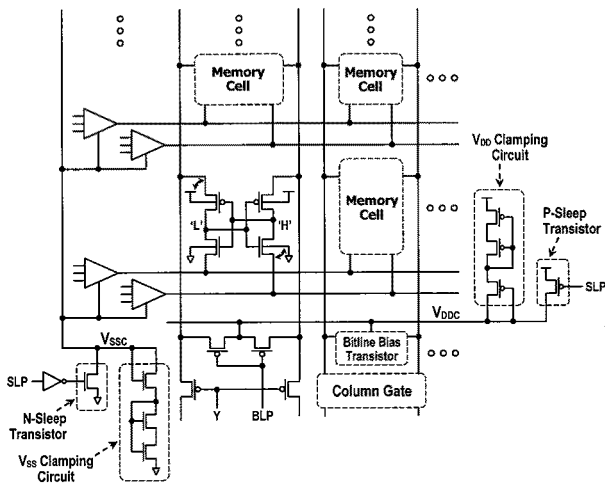 Memory
Cell
Memory
Cell
VDD Clamping
Circuit
Memory
Cell
'L'
'H'
P-Sleep
Transistor
SLP
VDDC
VSSC
Bitline Bias
Transistor
SLP
Column Gate
N-Sleep
Transistor
Y
BLP
VSS Clamping
Circuit